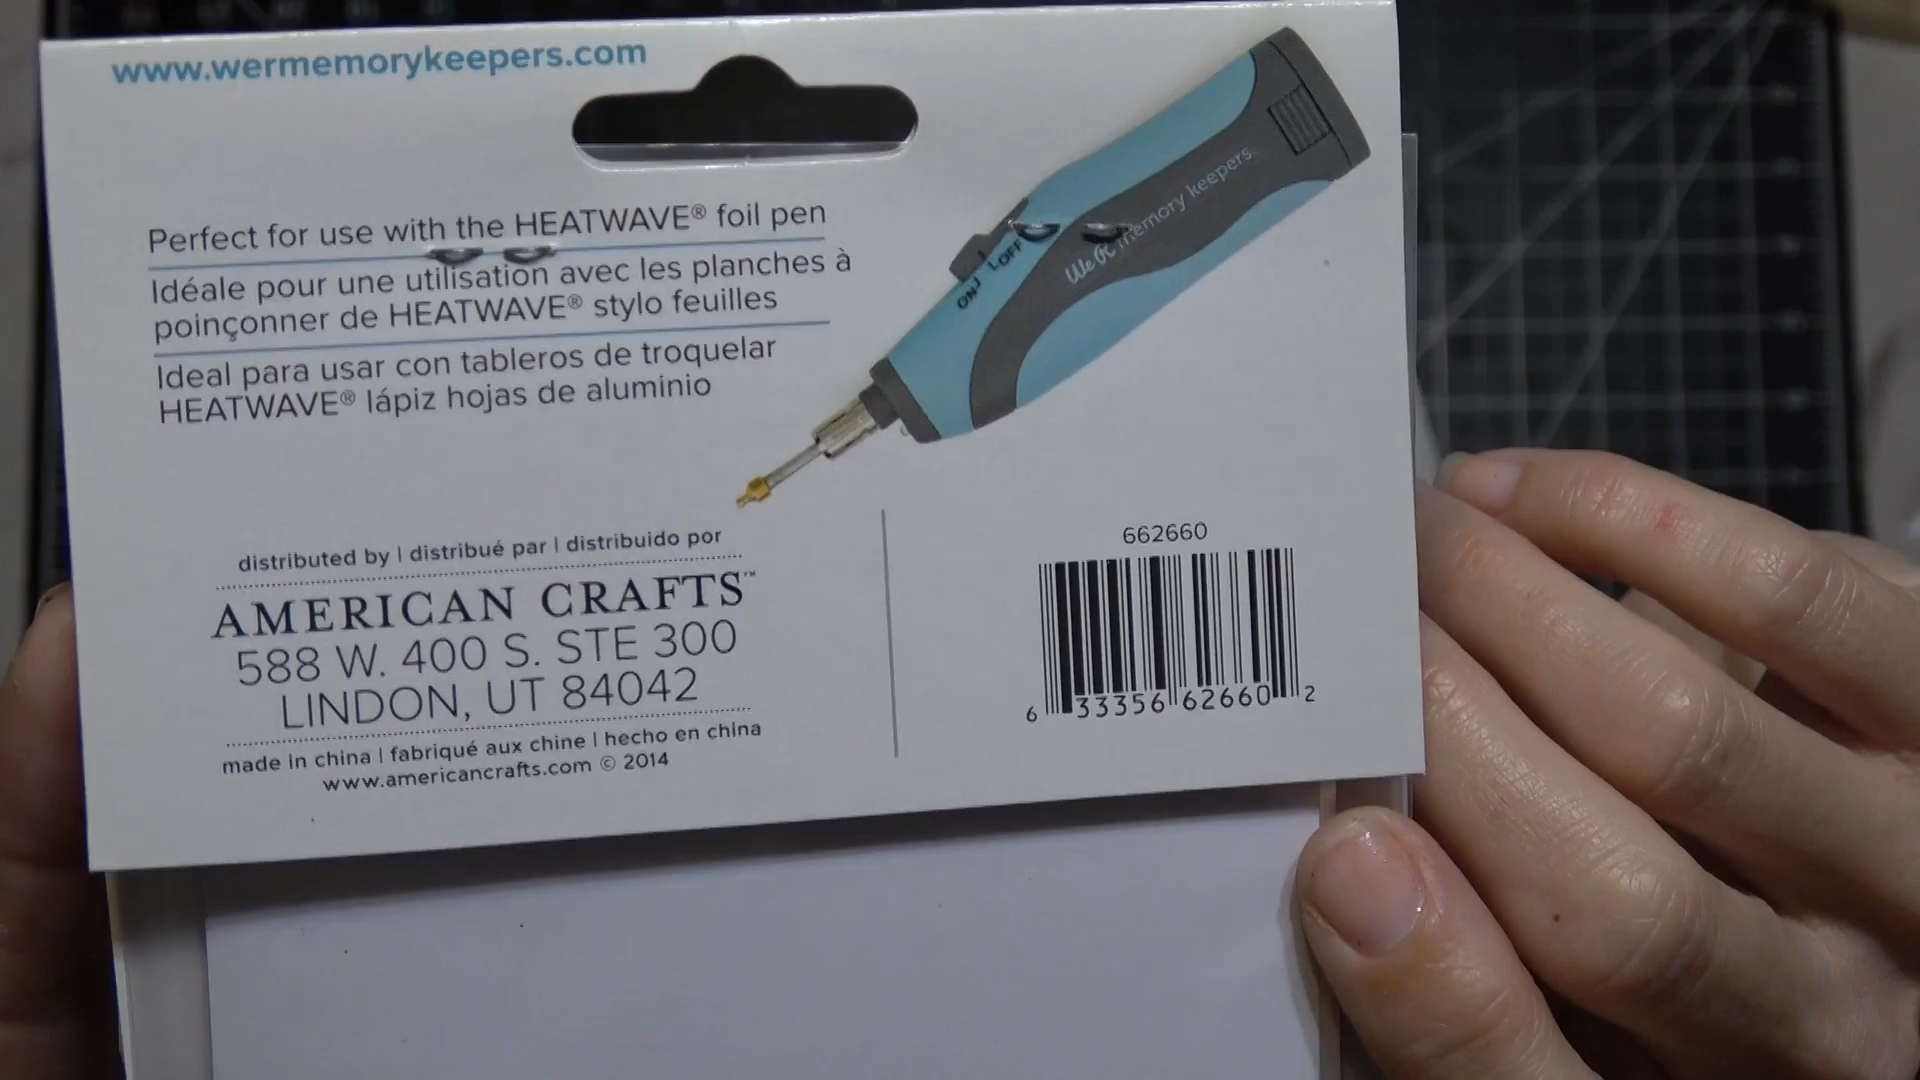 www.wermemorykeepers.com
Perfect for use with the HEATWAVE® foil pen
Idéale pour une utilisation avec les planches à
poinçonner de HEATWAVE® stylo feuilles
Ideal para usar con tableros de troquelar
HEATWAVE® lápiz hojas de aluminio
We R memory keepers
OFF
ON
distributed by | distribué par | distribuido por
AMERICAN CRAFTS™
588 W. 400 S. STE 300
LINDON, UT 84042
made in china | fabriqué aux chine | hecho en china
www.americancrafts.com © 2014
662660
6 33356 62660 2